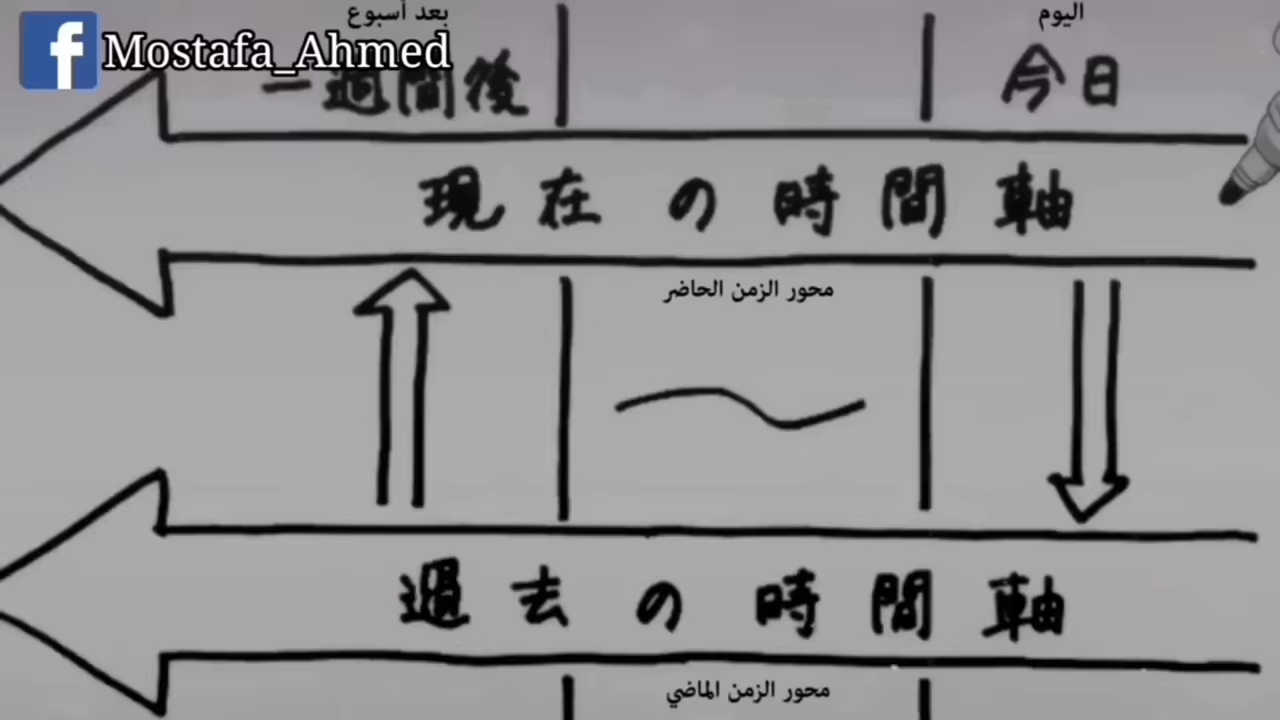 بعد أسبوع
اليوم
f Mostafa_Ahmed
一週間後
今日
現在の時間軸
محور الزمن الحاضر
過去の時間軸
محور الزمن الماضي